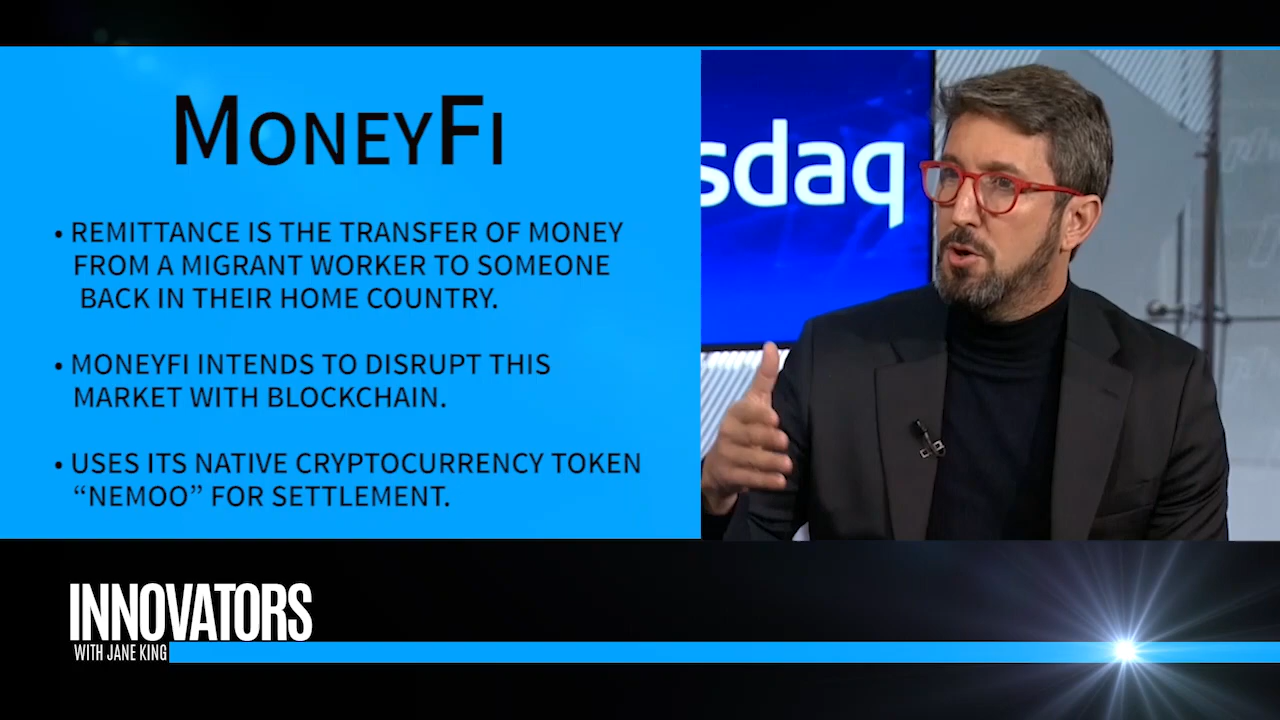 MONEYFI
• REMITTANCE IS THE TRANSFER OF MONEY
FROM A MIGRANT WORKER TO SOMEONE
BACK IN THEIR HOME COUNTRY.
• MONEYFI INTENDS TO DISRUPT THIS
MARKET WITH BLOCKCHAIN.
• USES ITS NATIVE CRYPTOCURRENCY TOKEN
“NEMOO” FOR SETTLEMENT.
sdaq
INNOVATORS
WITH JANE KING